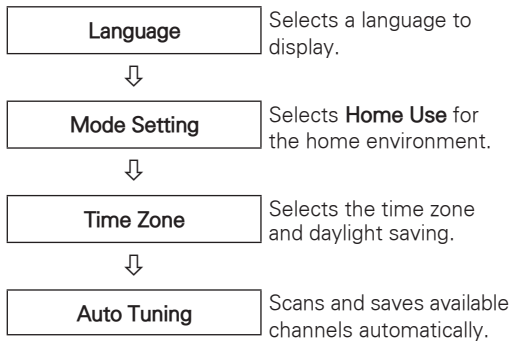 Language
Selects a language to
display.
Mode Setting
Selects Home Use for
the home environment.
Time Zone
Selects the time zone
and daylight saving.
Auto Tuning
Scans and saves available
channels automatically.